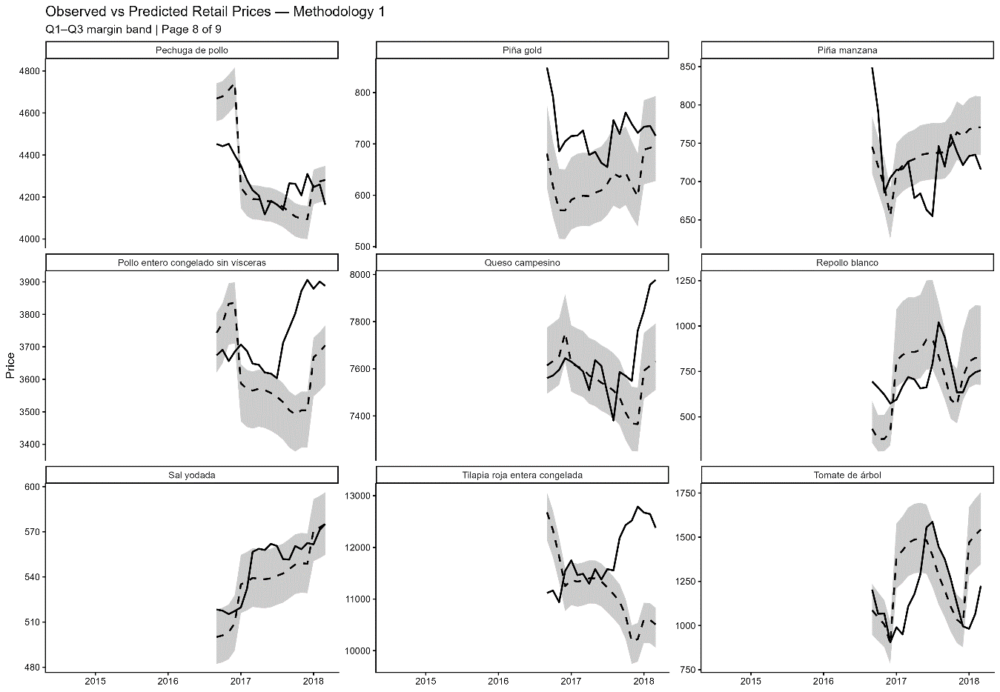 Observed vs Predicted Retail Prices — Methodology 1
Q1–Q3 margin band | Page 8 of 9
Pechuga de pollo
Piña gold
Piña manzana
4800
4600
4400
4200
4000
800
700
600
500
850
800
750
700
650
Pollo entero congelado sin vísceras
Queso campesino
Repollo blanco
3900
3800
3700
3600
3500
3400
8000
7800
7600
7400
1250
1000
750
500
Price
Sal yodada
Tilapia roja entera congelada
Tomate de árbol
600
570
540
510
480
13000
12000
11000
10000
1750
1500
1250
1000
750
2015 2016 2017 2018
2015 2016 2017 2018
2015 2016 2017 2018